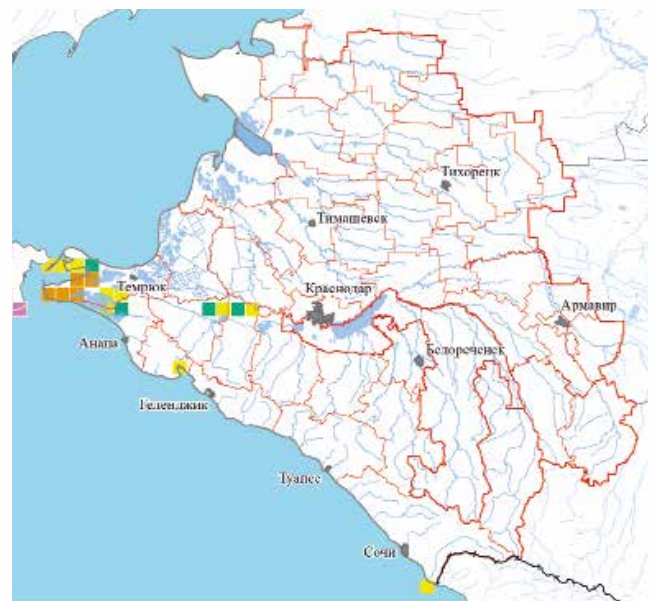 Тихорецк
Тимашевск
Темрюк
Краснодар
Армавир
Анапа
Белореченск
Геленджик
Туапсе
Сочи